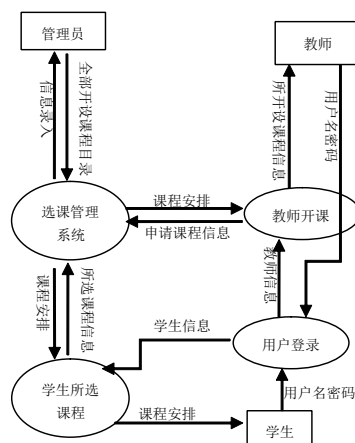 管理员
教师
信息录入
全部开设课程目录
所开设课程信息
用户名密码
选课管理
系统
课程安排
申请课程信息
教师开课
课程安排
所选课程信息
教师信息
学生信息
用户登录
学生所选
课程
课程安排
用户名密码
学生